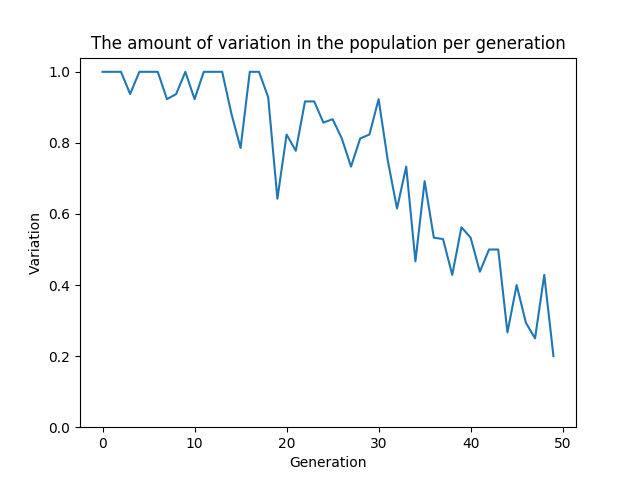 The amount of variation in the population per generation
1.0
0.8
0.6
0.4
0.2
0.0
Variation
0 10 20 30 40 50
Generation